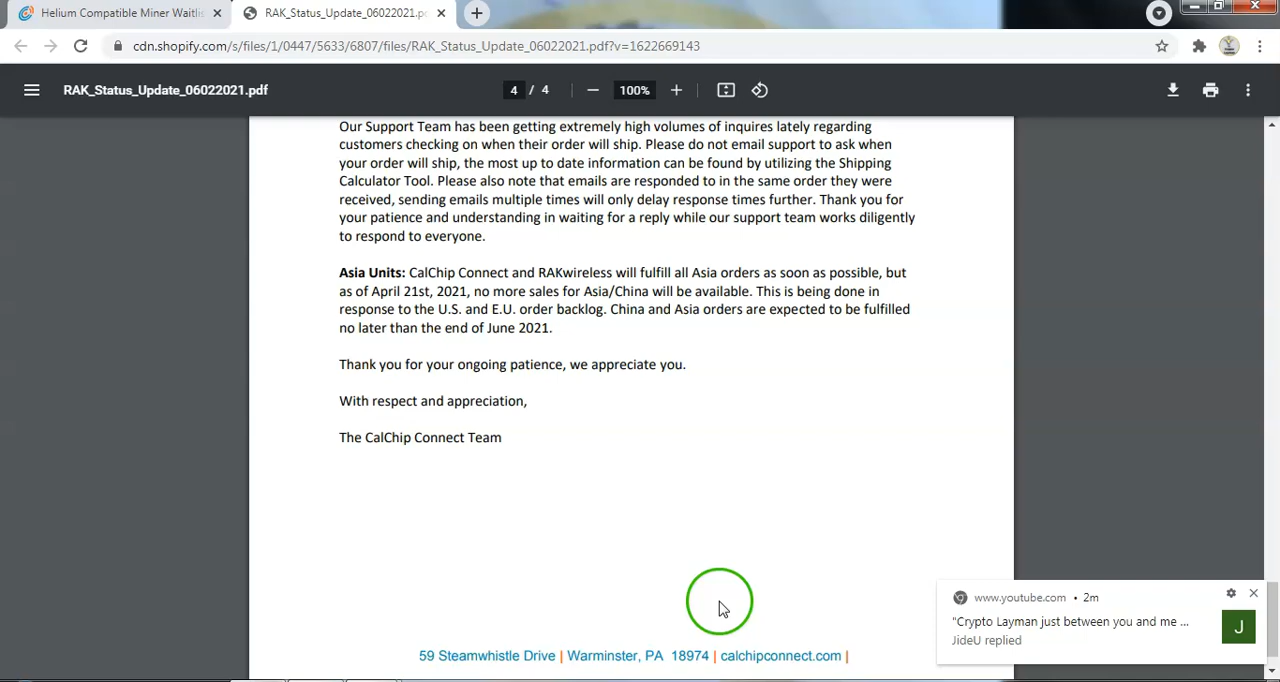 Helium Compatible Miner Waitlis
RAK_Status_Update_06022021.p
cdn.shopify.com/s/files/1/0447/5633/6807/files/RAK_Status_Update_06022021.pdf?v=1622669143
RAK_Status_Update_06022021.pdf
4 / 4
100%
Our Support Team has been getting extremely high volumes of inquires lately regarding
customers checking on when their order will ship. Please do not email support to ask when
your order will ship, the most up to date information can be found by utilizing the Shipping
Calculator Tool. Please also note that emails are responded to in the same order they were
received, sending emails multiple times will only delay response times further. Thank you for
your patience and understanding in waiting for a reply while our support team works diligently
to respond to everyone.
Asia Units: CalChip Connect and RAKwireless will fulfill all Asia orders as soon as possible, but
as of April 21st, 2021, no more sales for Asia/China will be available. This is being done in
response to the U.S. and E.U. order backlog. China and Asia orders are expected to be fulfilled
no later than the end of June 2021.
Thank you for your ongoing patience, we appreciate you.
With respect and appreciation,
The CalChip Connect Team
www.youtube.com • 2m
"Crypto Layman just between you and me ...
JideU replied
J
59 Steamwhistle Drive | Warminster, PA 18974 | calchipconnect.com |